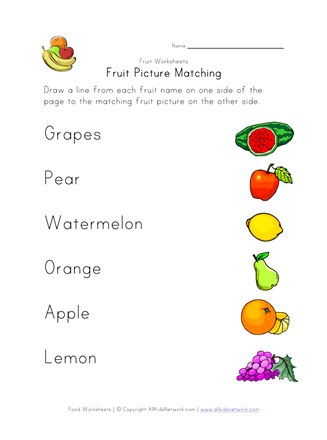 Name
Fruit Worksheets
Fruit Picture Matching
Draw a line from each fruit name on one side of the
page to the matching fruit picture on the other side.
Grapes
Pear
Watermelon
Orange
Apple
Lemon
Food Worksheets | © Copyright AllKidsNetwork.com | www.allkidsnetwork.com